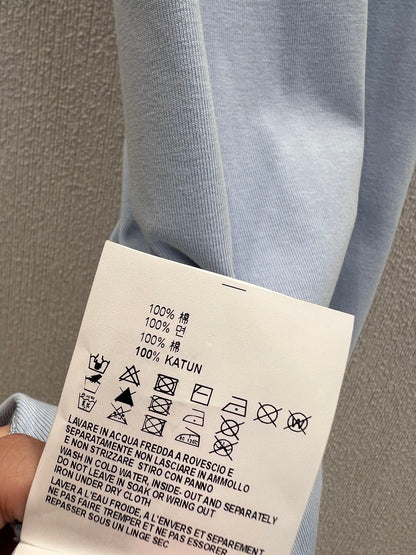 100% 棉
100% 면
100% 棉
100% KATUN
LAVARE IN ACQUA FREDDA A ROVESCIO E
SEPARATAMENTE NON LASCIARE IN AMMOLLO
E NON STRIZZARE STIRO CON PANNO
WASH IN COLD WATER, INSIDE-OUT AND SEPARATELY
DO NOT LEAVE IN SOAK OR WRING OUT
IRON UNDER DRY CLOTH
LAVER A L'EAU FROIDE, A L'ENVERS ET SEPAREMENT
NE PAS FAIRE TREMPER ET NE PAS ESSORER
REPASSER SOUS UN LINGE SEC